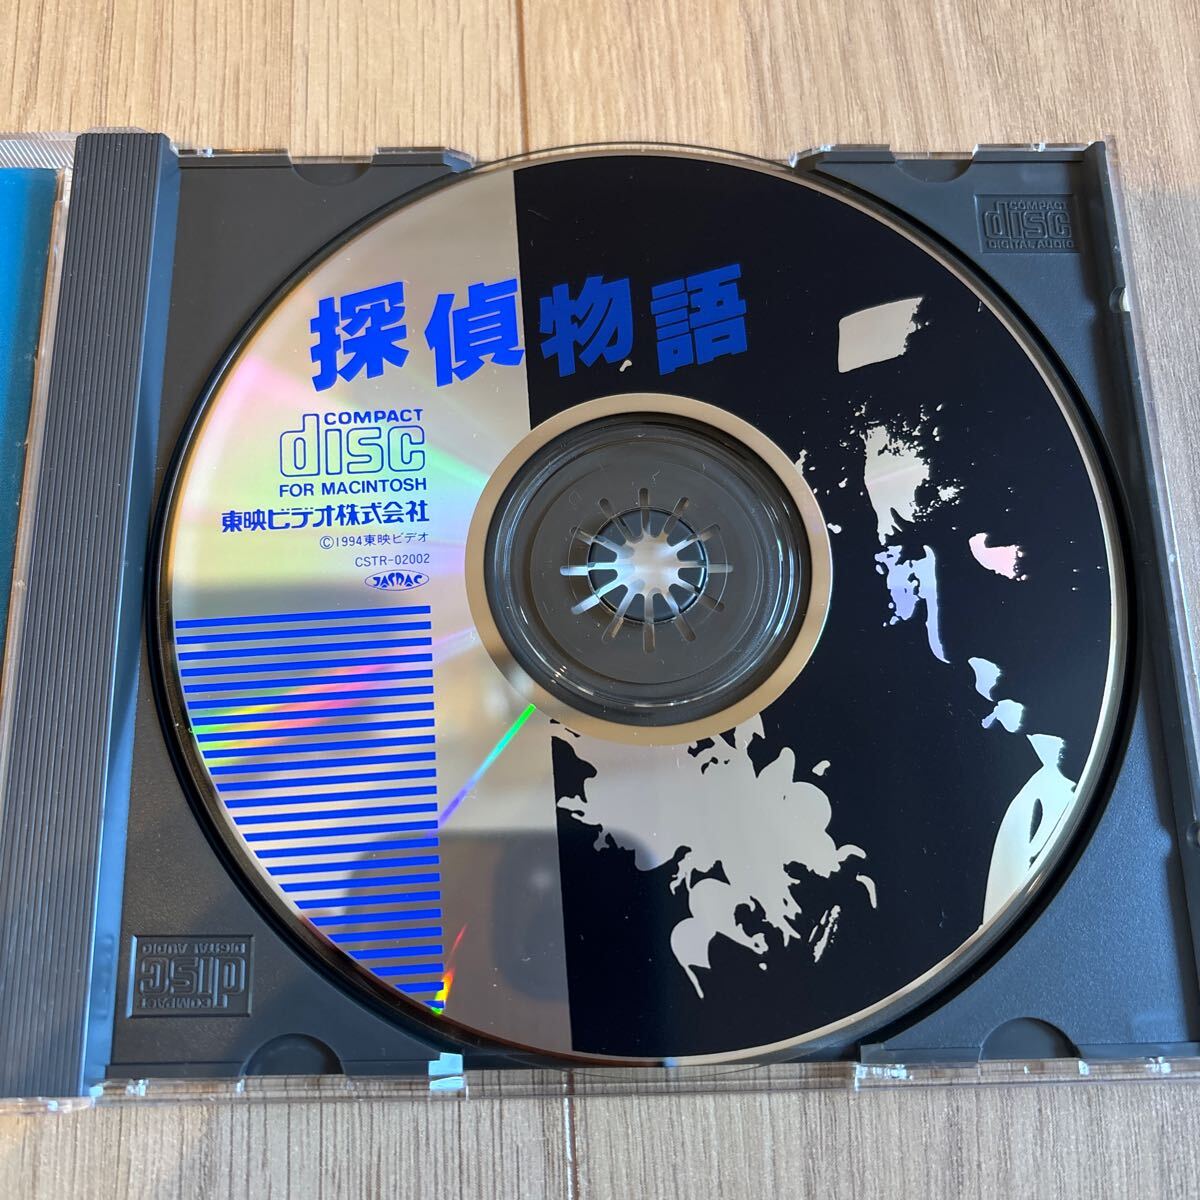 探偵物語
COMPACT
disc
FOR MACINTOSH
東映ビデオ株式会社
©1994東映ビデオ
CSTR-02002
JASRAC
COMPACT
disc
DIGITAL AUDIO
COMPACT
disc
DIGITAL AUDIO